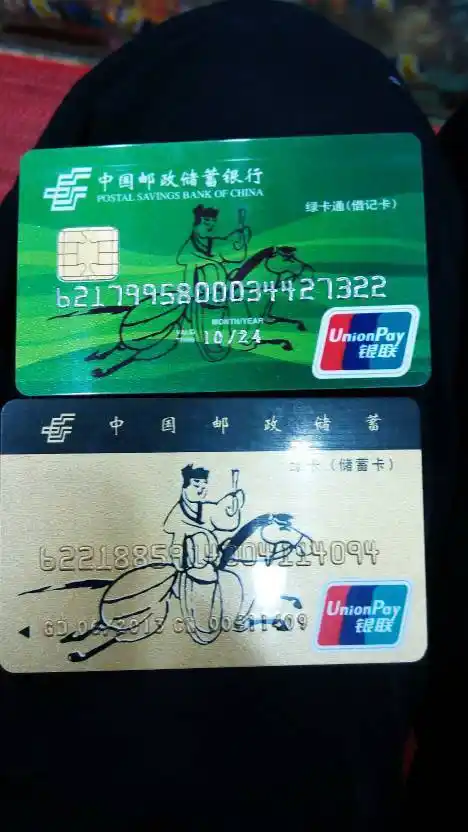 中国邮政储蓄银行
POSTAL SAVINGS BANK OF CHINA
绿卡通(借记卡)
6217995800034427322
MONTH/YEAR
10/24
UnionPay
银联
中国邮政储蓄
卡(储蓄卡)
UnionPay
银联